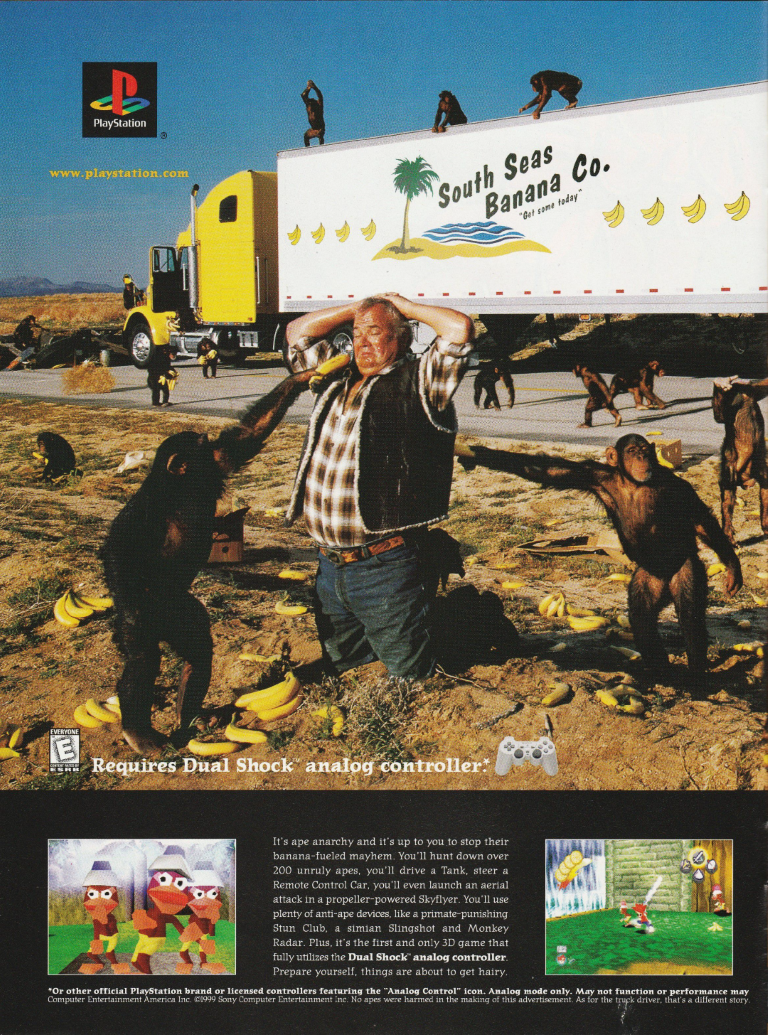 PlayStation
®
www.playstation.com
South Seas
Banana Co.
"Get some today"
EVERYONE
E
CONTENT RATED BY
ESRB
Requires Dual Shock™ analog controller.*
It's ape anarchy and it's up to you to stop their
banana-fueled mayhem. You'll hunt down over
200 unruly apes, you'll drive a Tank, steer a
Remote Control Car, you'll even launch an aerial
attack in a propeller-powered Skyflyer. You'll use
plenty of anti-ape devices, like a primate-punishing
Stun Club, a simian Slingshot and Monkey
Radar. Plus, it's the first and only 3D game that
fully utilizes the Dual Shock™ analog controller.
Prepare yourself, things are about to get hairy.
*Or other official PlayStation brand or licensed controllers featuring the "Analog Control" icon. Analog mode only. May not function or performance may
Computer Entertainment America Inc. ©1999 Sony Computer Entertainment Inc. No apes were harmed in the making of this advertisement. As for the truck driver, that's a different story.